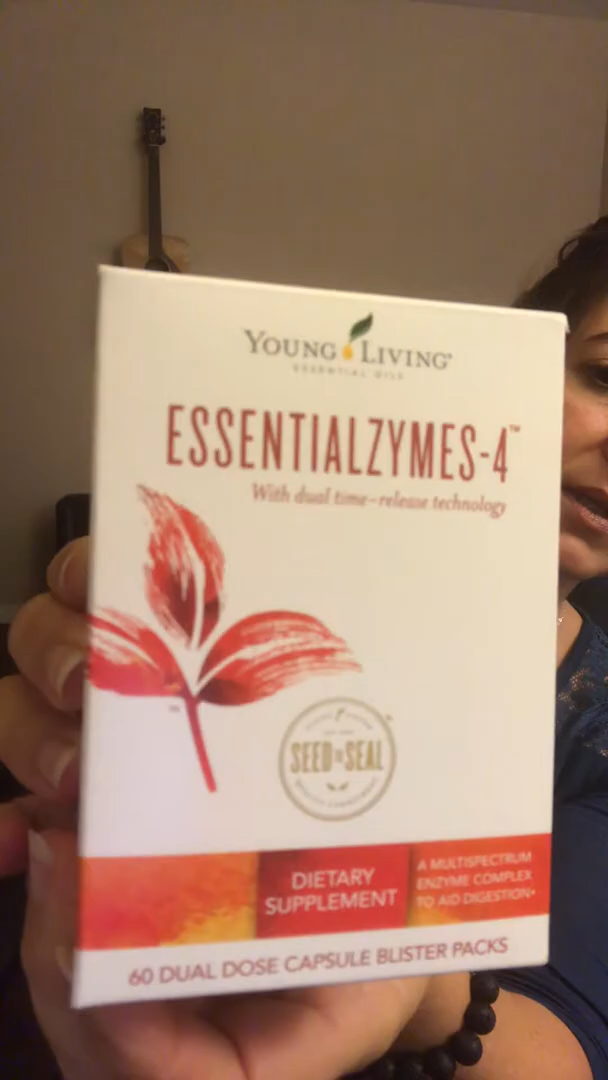 YOUNG LIVING
ESSENTIAL OILS
ESSENTIALZYMES-4™
With dual time-release technology
SEED TO SEAL
DIETARY
SUPPLEMENT
A MULTISPECTRUM
ENZYME COMPLEX
TO AID DIGESTION*
60 DUAL DOSE CAPSULE BLISTER PACKS